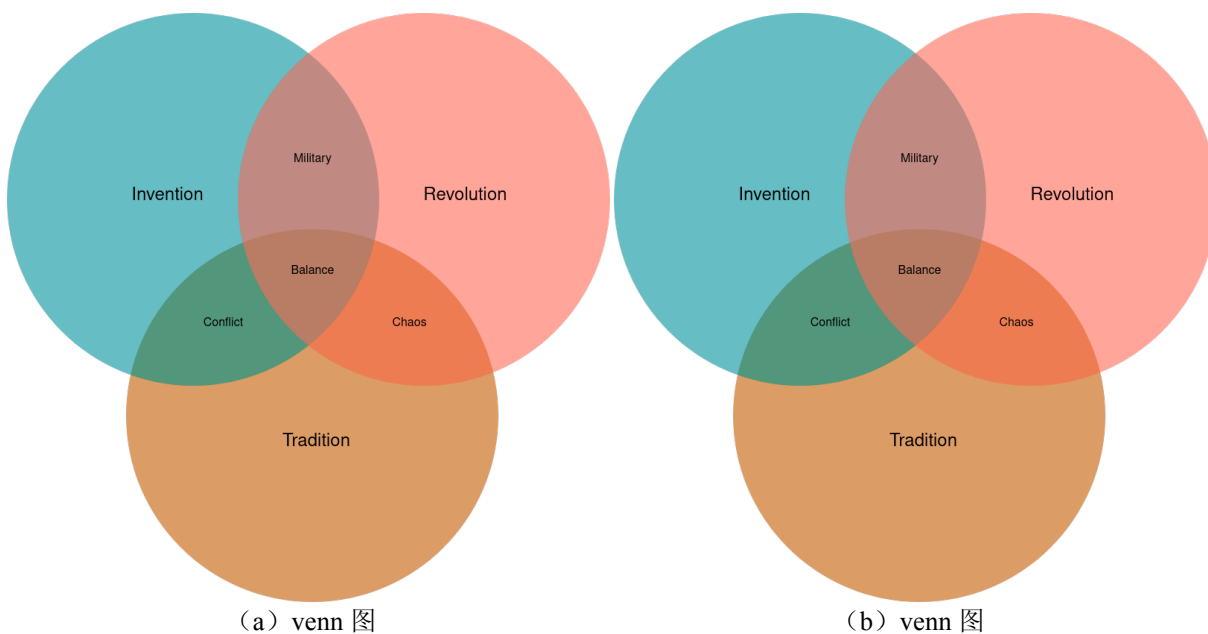 Military
Invention
Revolution
Balance
Conflict
Chaos
Tradition
（a）venn 图
Military
Invention
Revolution
Balance
Conflict
Chaos
Tradition
（b）venn 图